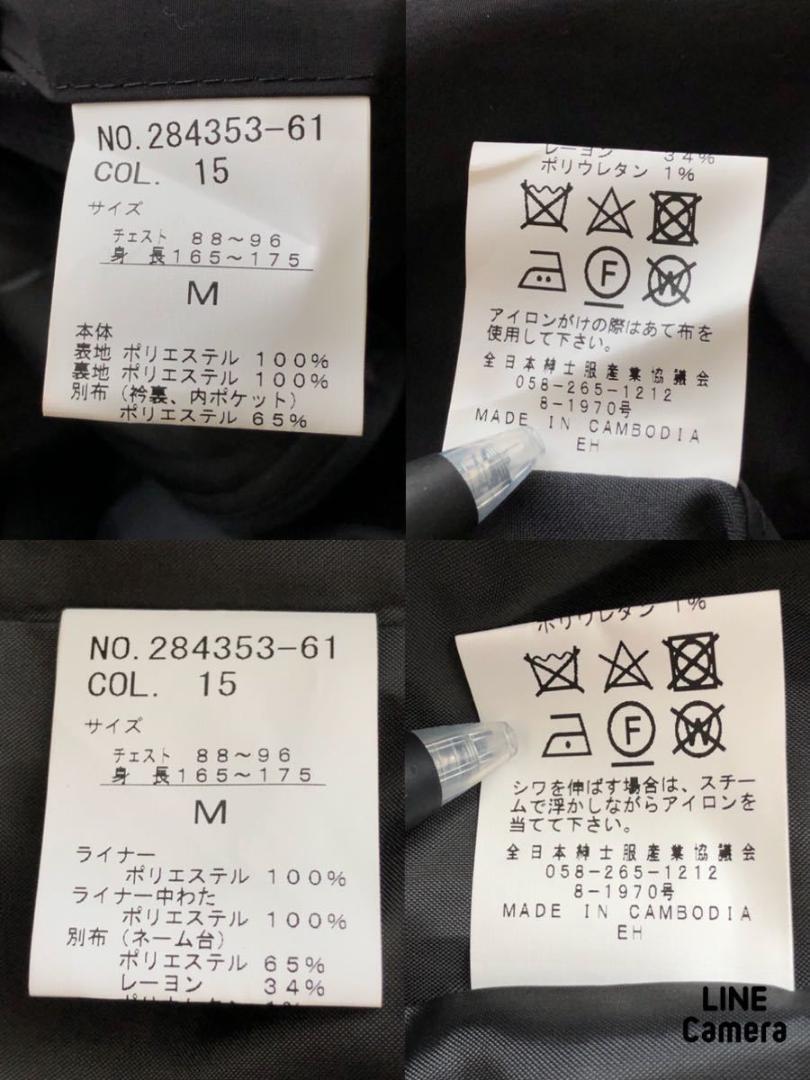 NO.284353-61
COL. 15
サイズ
チェスト 88〜96
身 長165〜175
M
本体
表地 ポリエステル 100%
裏地 ポリエステル 100%
別布（衿裏、内ポケット）
ポリエステル 65%
レーヨン 34%
ポリウレタン 1%
F
W
アイロンがけの際はあて布を
使用して下さい。
全日本紳士服産業協議会
058-265-1212
8-1970号
MADE IN CAMBODIA
EH
NO.284353-61
COL. 15
サイズ
チェスト 88〜96
身 長165〜175
M
ライナー
ポリエステル 100%
ライナー中わた
ポリエステル 100%
別布（ネーム台）
ポリエステル 65%
レーヨン 34%
ポリウレタン 1%
F
W
シワを伸ばす場合は、スチー
ムで浮かしながらアイロンを
当てて下さい。
全日本紳士服産業協議会
058-265-1212
8-1970号
MADE IN CAMBODIA
EH
LINE
Camera